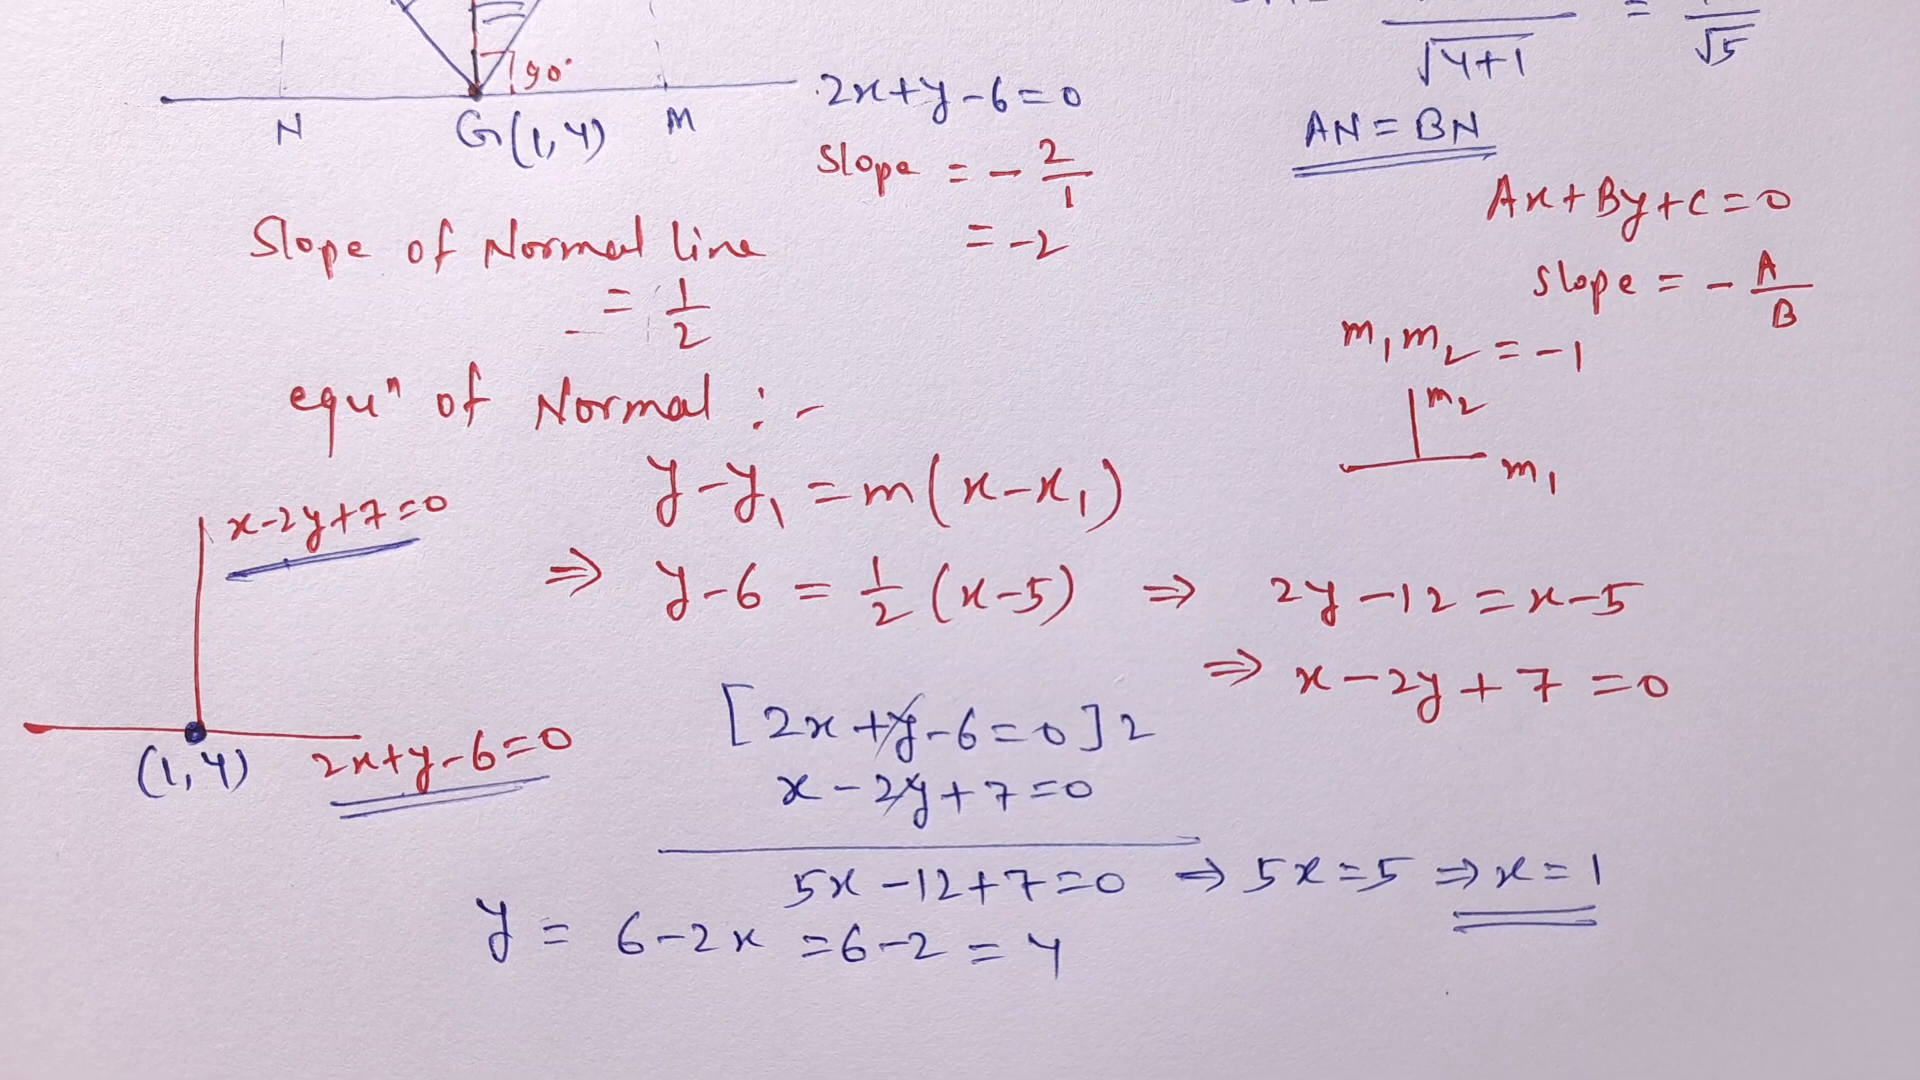 √4+1
=
√5
90°
2x+y-6=0
N
G(1,4)
M
AN=BN
Slope = - 2/1
= -2
Ax+By+C=0
Slope = - A/B
Slope of Normal line
= 1/2
m₁m₂ = -1
m₂
m₁
equⁿ of Normal :-
y-y₁ = m(x-x₁)
x-2y+7=0
⇒ y-6 = 1/2 (x-5) ⇒ 2y-12 = x-5
⇒ x-2y+7=0
[2x+y-6=0]2
(1,4)
2x+y-6=0
x-2y+7=0
5x-12+7=0 ⇒ 5x=5 ⇒ x=1
y = 6-2x = 6-2 = 4